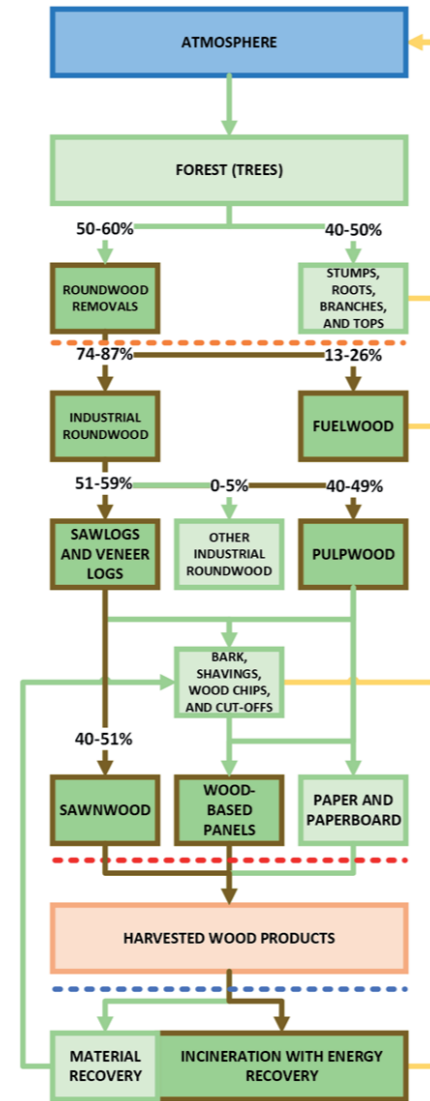 ATMOSPHERE
FOREST (TREES)
50-60%
40-50%
ROUNDWOOD
REMOVALS
STUMPS,
ROOTS,
BRANCHES,
AND TOPS
74-87%
13-26%
INDUSTRIAL
ROUNDWOOD
FUELWOOD
51-59%
0-5%
40-49%
SAWLOGS
AND VENEER
LOGS
OTHER
INDUSTRIAL
ROUNDWOOD
PULPWOOD
BARK,
SHAVINGS,
WOOD CHIPS,
AND CUT-OFFS
40-51%
SAWNWOOD
WOOD-
BASED
PANELS
PAPER AND
PAPERBOARD
HARVESTED WOOD PRODUCTS
MATERIAL
RECOVERY
INCINERATION WITH ENERGY
RECOVERY